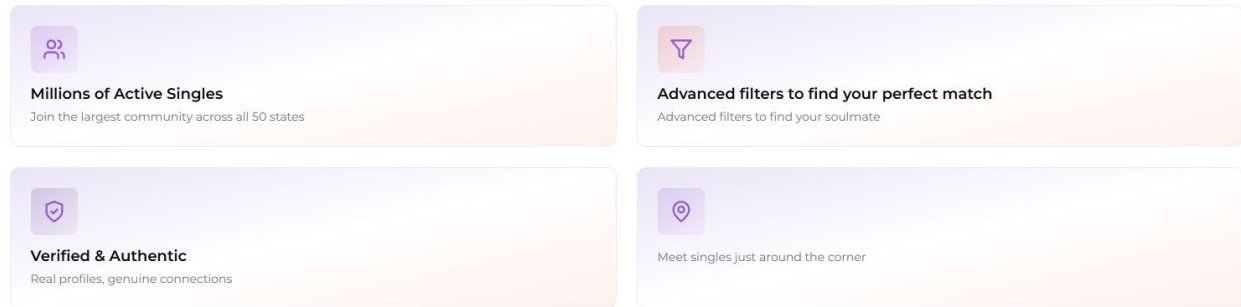 Millions of Active Singles
Join the largest community across all 50 states
Advanced filters to find your perfect match
Advanced filters to find your soulmate
Verified & Authentic
Real profiles, genuine connections
Meet singles just around the corner